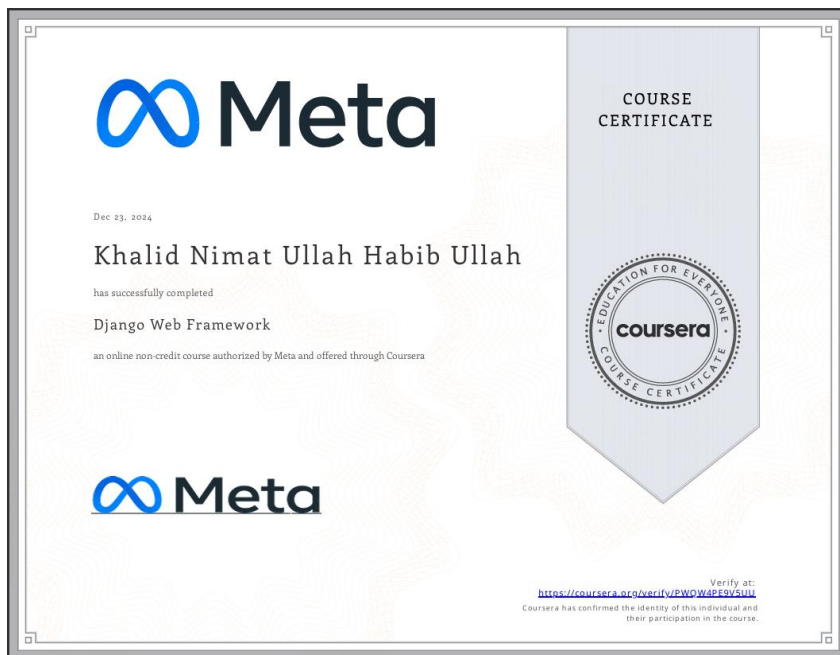 Meta
COURSE
CERTIFICATE
Dec 23, 2024
Khalid Nimat Ullah Habib Ullah
has successfully completed
Django Web Framework
an online non-credit course authorized by Meta and offered through Coursera
EDUCATION FOR EVERYONE
coursera
COURSE CERTIFICATE
Meta
Verify at:
https://coursera.org/verify/PWQW4PE9V5UU
Coursera has confirmed the identity of this individual and
their participation in the course.